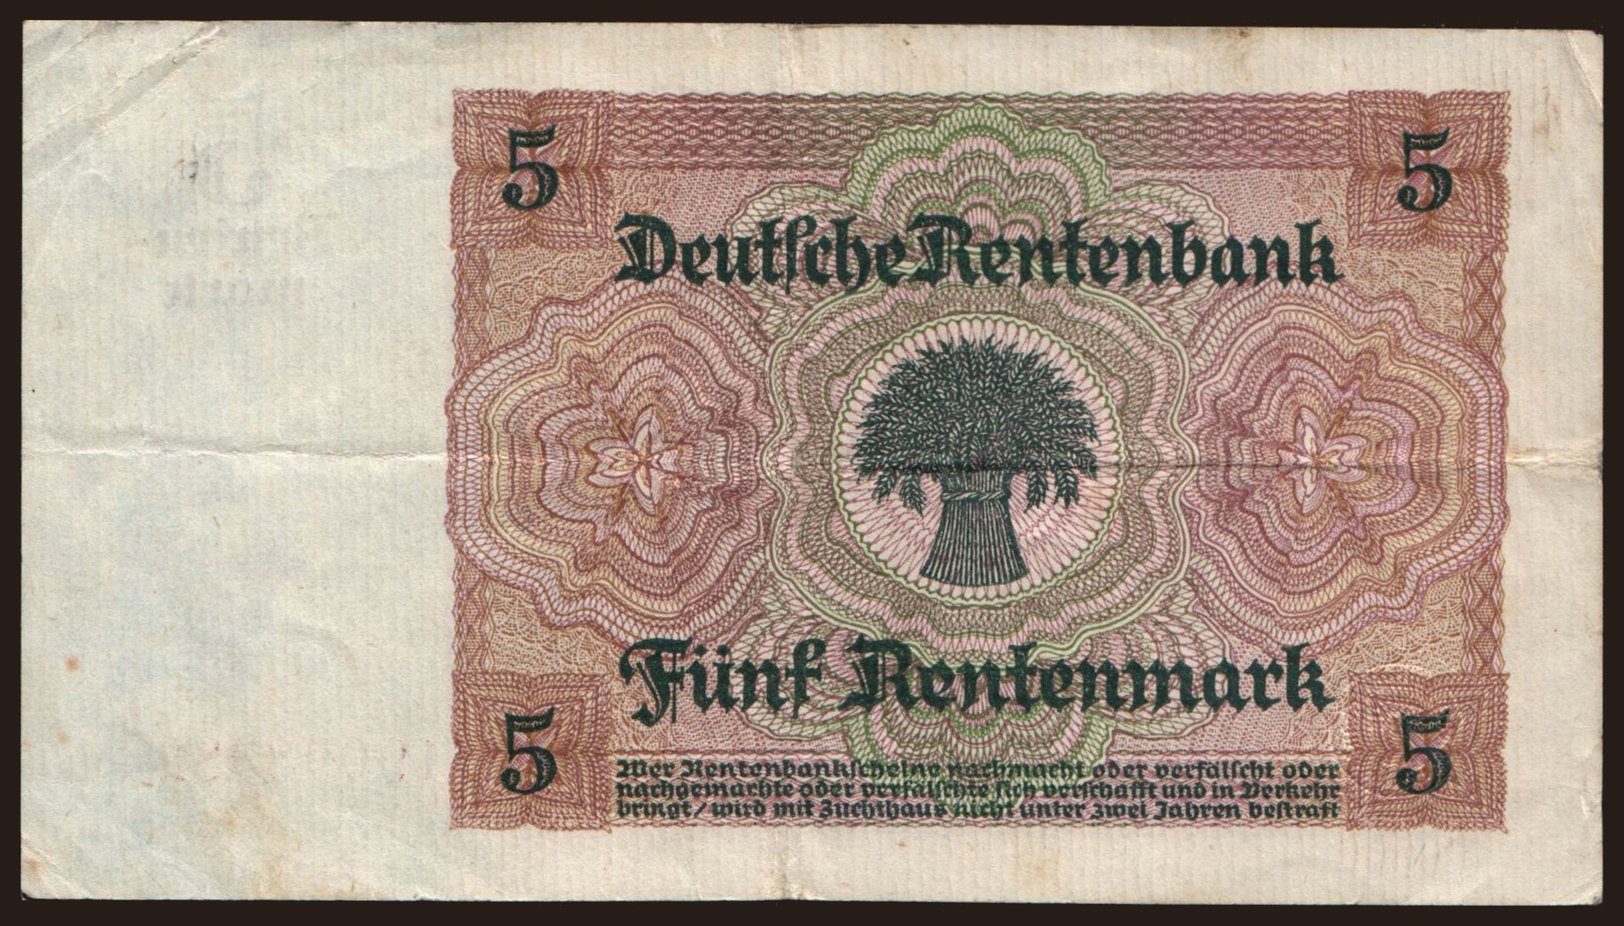 5 5
Deutsche Rentenbank
Fünf Rentenmark
5 5
Wer Rentenbankscheine nachmacht oder verfälscht oder
nachgemachte oder verfälschte sich verschafft und in Verkehr
bringt/ wird mit Zuchthaus nicht unter zwei Jahren bestraft